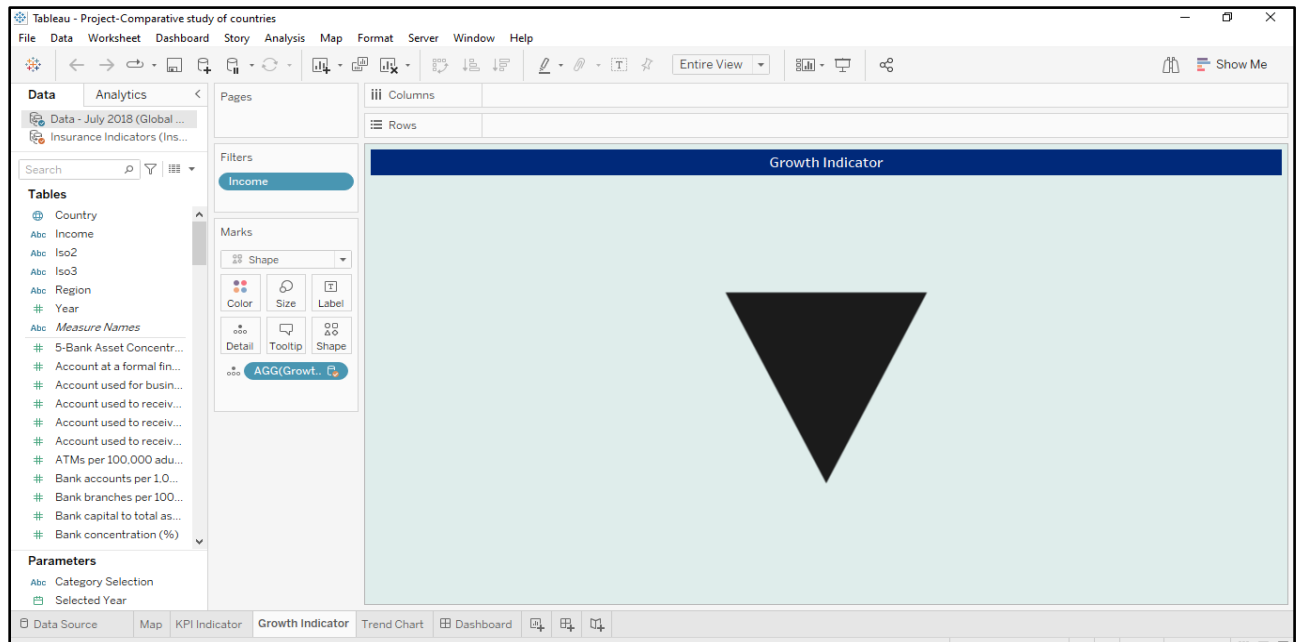 Tableau - Project-Comparative study of countries
File Data Worksheet Dashboard Story Analysis Map Format Server Window Help
Entire View
Show Me
Data Analytics
Data - July 2018 (Global ...
Insurance Indicators (Ins...
Search
Tables
Country
Abc Income
Abc Iso2
Abc Iso3
Abc Region
# Year
Abc Measure Names
# 5-Bank Asset Concentr...
# Account at a formal fin...
# Account used for busin...
# Account used to receiv...
# Account used to receiv...
# Account used to receiv...
# ATMs per 100,000 adu...
# Bank accounts per 1,0...
# Bank branches per 100...
# Bank capital to total as...
# Bank concentration (%)
Parameters
Abc Category Selection
Selected Year
Pages
Filters
Income
Marks
Shape
Color Size Label
Detail Tooltip Shape
AGG(Growt..
Columns
Rows
Growth Indicator
Data Source Map KPI Indicator Growth Indicator Trend Chart Dashboard